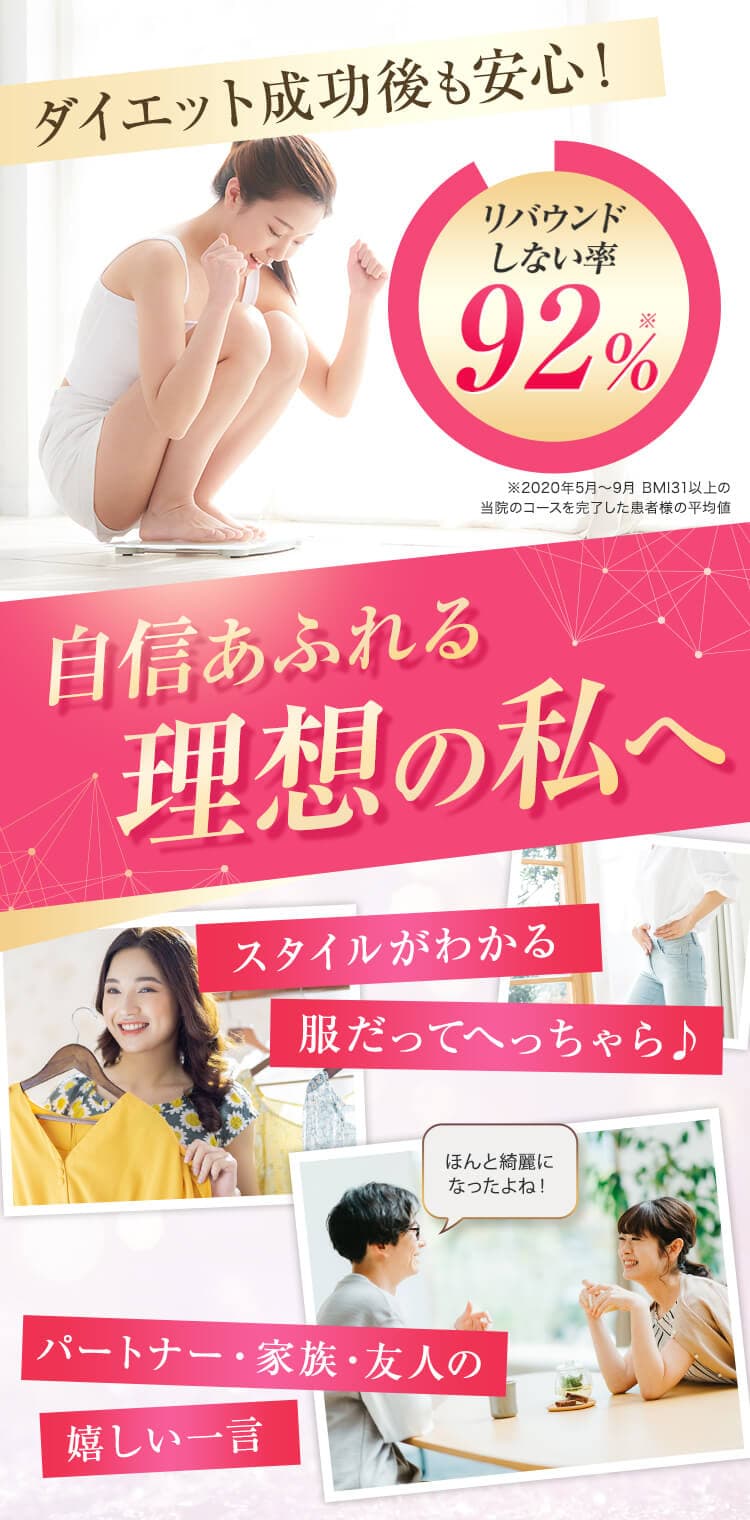 ダイエット成功後も安心！
リバウンド
しない率
92%※
※2020年5月～9月 BMI31以上の
当院のコースを完了した患者様の平均値
自信あふれる
理想の私へ
スタイルがわかる
服だってへっちゃら♪
ほんと綺麗に
なったよね！
パートナー・家族・友人の
嬉しい一言